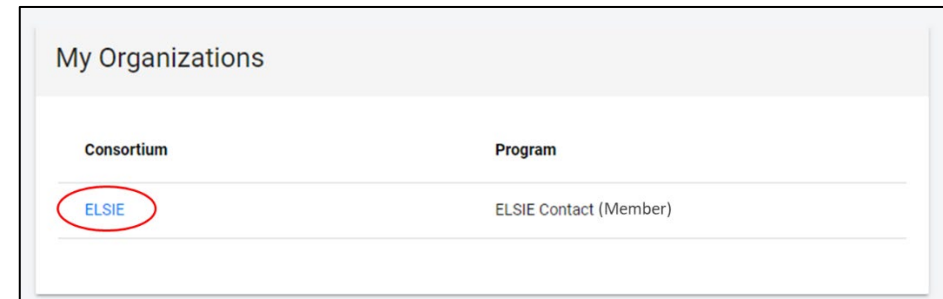 My Organizations
Consortium Program
ELSIE ELSIE Contact (Member)